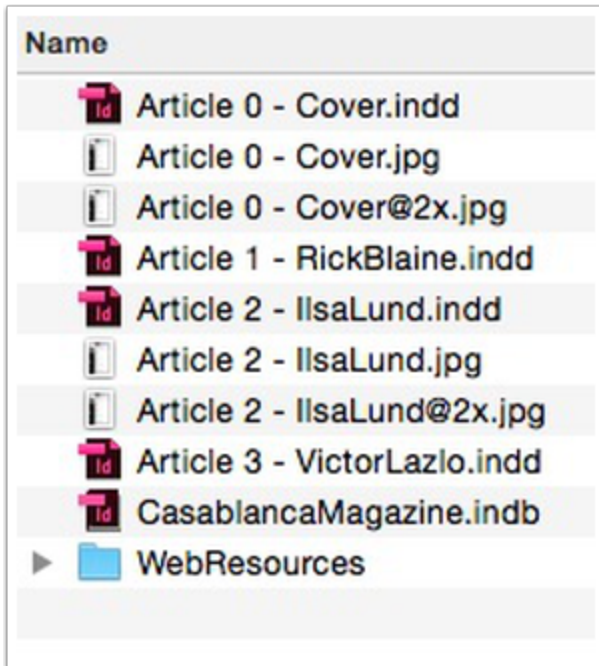 Name
Article 0 - Cover.indd
Article 0 - Cover.jpg
Article 0 - Cover@2x.jpg
Article 1 - RickBlaine.indd
Article 2 - IlsaLund.indd
Article 2 - IlsaLund.jpg
Article 2 - IlsaLund@2x.jpg
Article 3 - VictorLazlo.indd
CasablancaMagazine.indb
WebResources